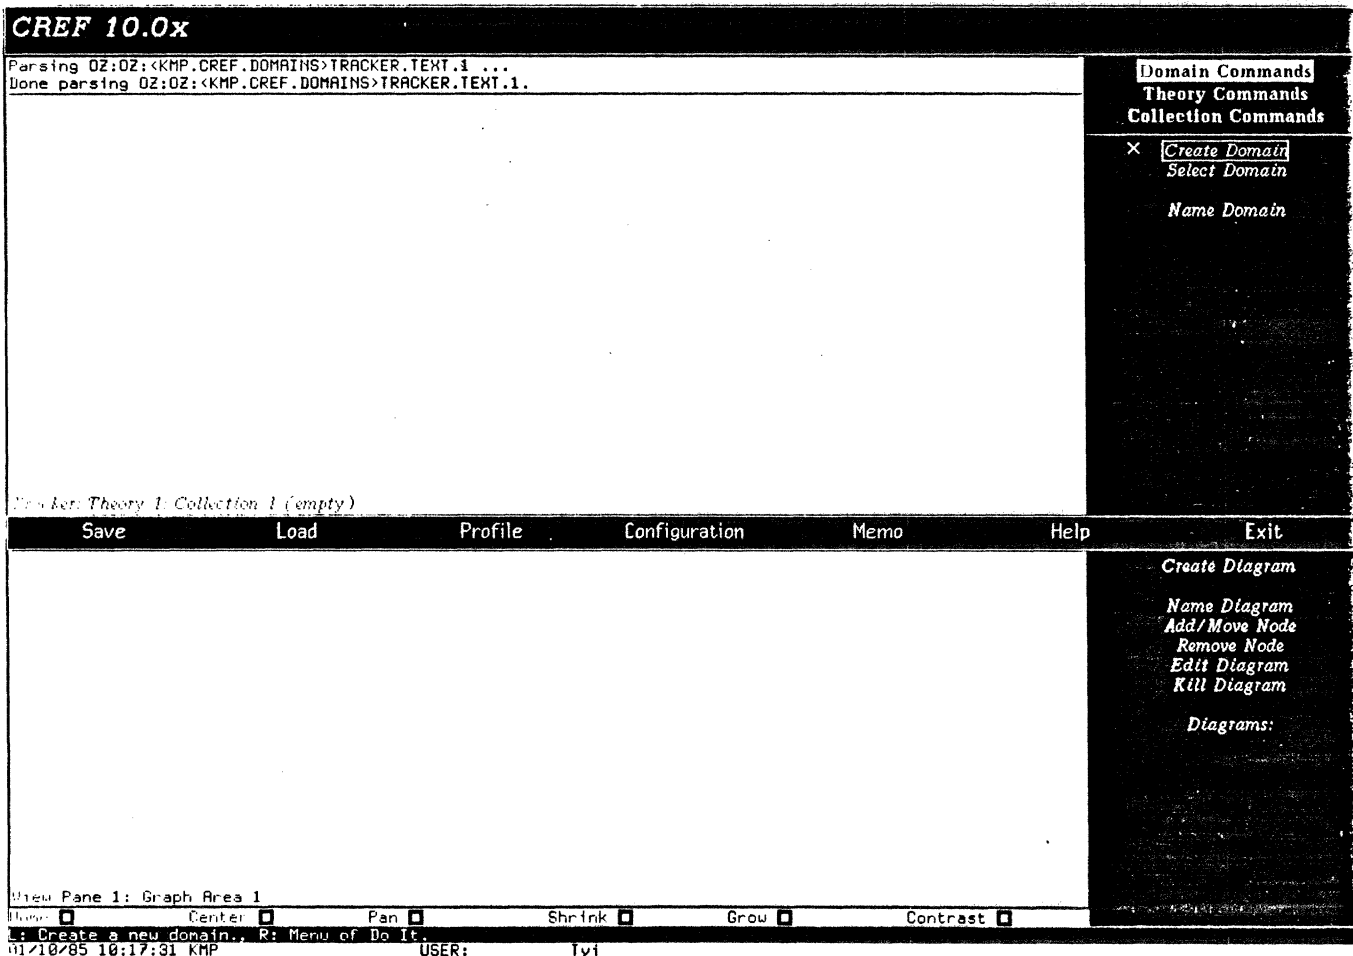 CREF 10.0x
Parsing OZ:OZ:<KMP.CREF.DOMAINS>TRACKER.TEXT.1 ...
Done parsing OZ:OZ:<KMP.CREF.DOMAINS>TRACKER.TEXT.1.
Domain Commands
Theory Commands
Collection Commands
Create Domain
Select Domain
Name Domain
Tracker: Theory 1: Collection 1 (empty)
Save Load Profile Configuration Memo Help Exit
Create Diagram
Name Diagram
Add/Move Node
Remove Node
Edit Diagram
Kill Diagram
Diagrams:
View Pane 1: Graph Area 1
Center Pan Shrink Grow Contrast
L: Create a new domain., R: Menu of Do It.
01/10/85 10:17:31 KMP USER: Tyi